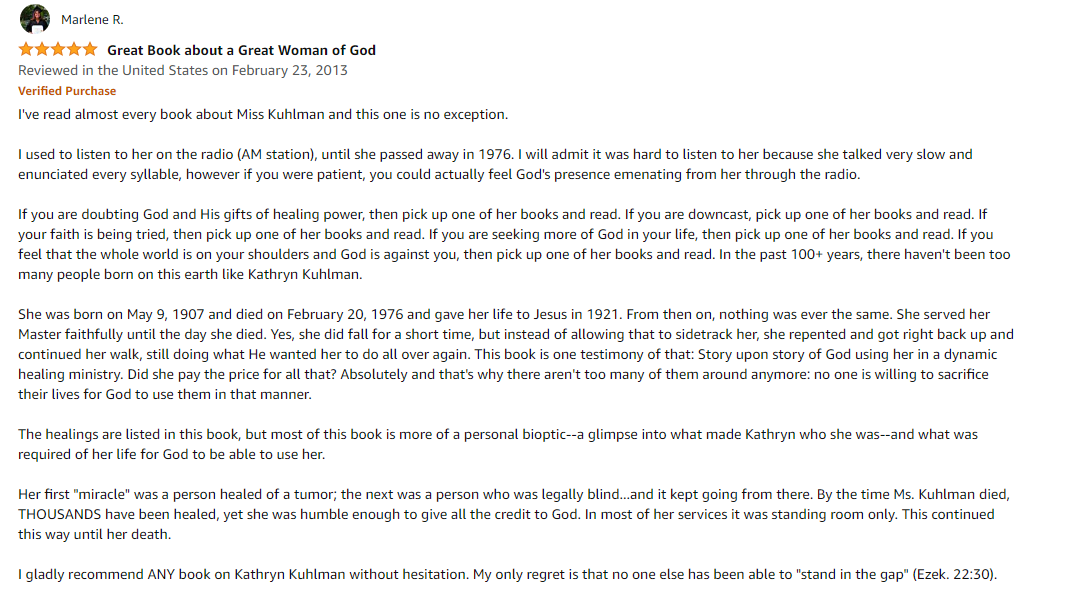 Marlene R.
Great Book about a Great Woman of God
Reviewed in the United States on February 23, 2013
Verified Purchase
I've read almost every book about Miss Kuhlman and this one is no exception.
I used to listen to her on the radio (AM station), until she passed away in 1976. I will admit it was hard to listen to her because she talked very slow and
enunciated every syllable, however if you were patient, you could actually feel God's presence emenating from her through the radio.
If you are doubting God and His gifts of healing power, then pick up one of her books and read. If you are downcast, pick up one of her books and read. If
your faith is being tried, then pick up one of her books and read. If you are seeking more of God in your life, then pick up one of her books and read. If you
feel that the whole world is on your shoulders and God is against you, then pick up one of her books and read. In the past 100+ years, there haven't been too
many people born on this earth like Kathryn Kuhlman.
She was born on May 9, 1907 and died on February 20, 1976 and gave her life to Jesus in 1921. From then on, nothing was ever the same. She served her
Master faithfully until the day she died. Yes, she did fall for a short time, but instead of allowing that to sidetrack her, she repented and got right back up and
continued her walk, still doing what He wanted her to do all over again. This book is one testimony of that: Story upon story of God using her in a dynamic
healing ministry. Did she pay the price for all that? Absolutely and that's why there aren't too many of them around anymore: no one is willing to sacrifice
their lives for God to use them in that manner.
The healings are listed in this book, but most of this book is more of a personal bioptic--a glimpse into what made Kathryn who she was--and what was
required of her life for God to be able to use her.
Her first "miracle" was a person healed of a tumor; the next was a person who was legally blind...and it kept going from there. By the time Ms. Kuhlman died,
THOUSANDS have been healed, yet she was humble enough to give all the credit to God. In most of her services it was standing room only. This continued
this way until her death.
I gladly recommend ANY book on Kathryn Kuhlman without hesitation. My only regret is that no one else has been able to "stand in the gap" (Ezek. 22:30).